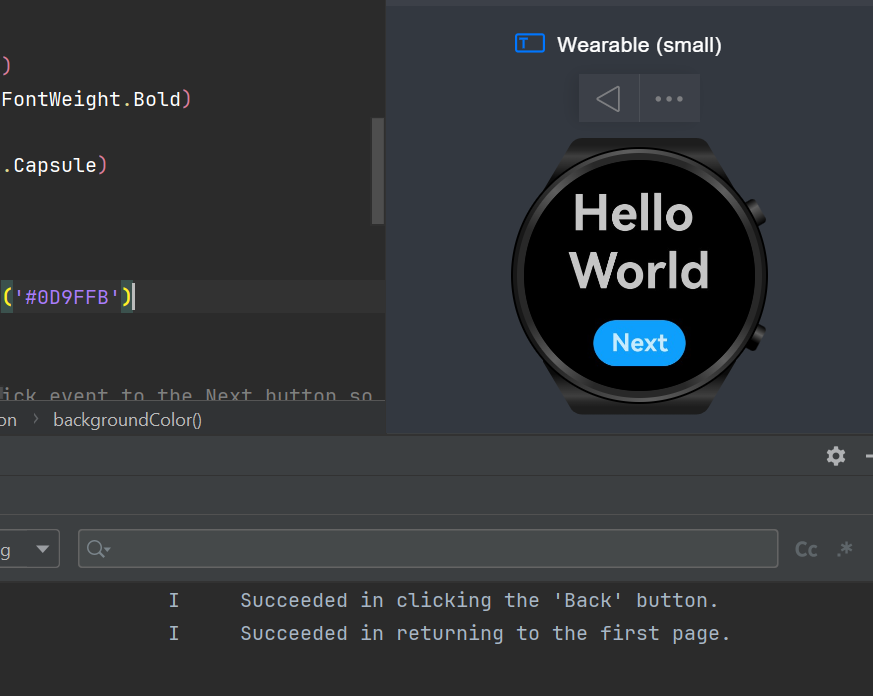 )
FontWeight.Bold)
.Capsule)
('#0D9FFB')
ick event to the Next button so
on › backgroundColor()
Wearable (small)
Hello
World
Next
g
Cc .*
I Succeeded in clicking the 'Back' button.
I Succeeded in returning to the first page.